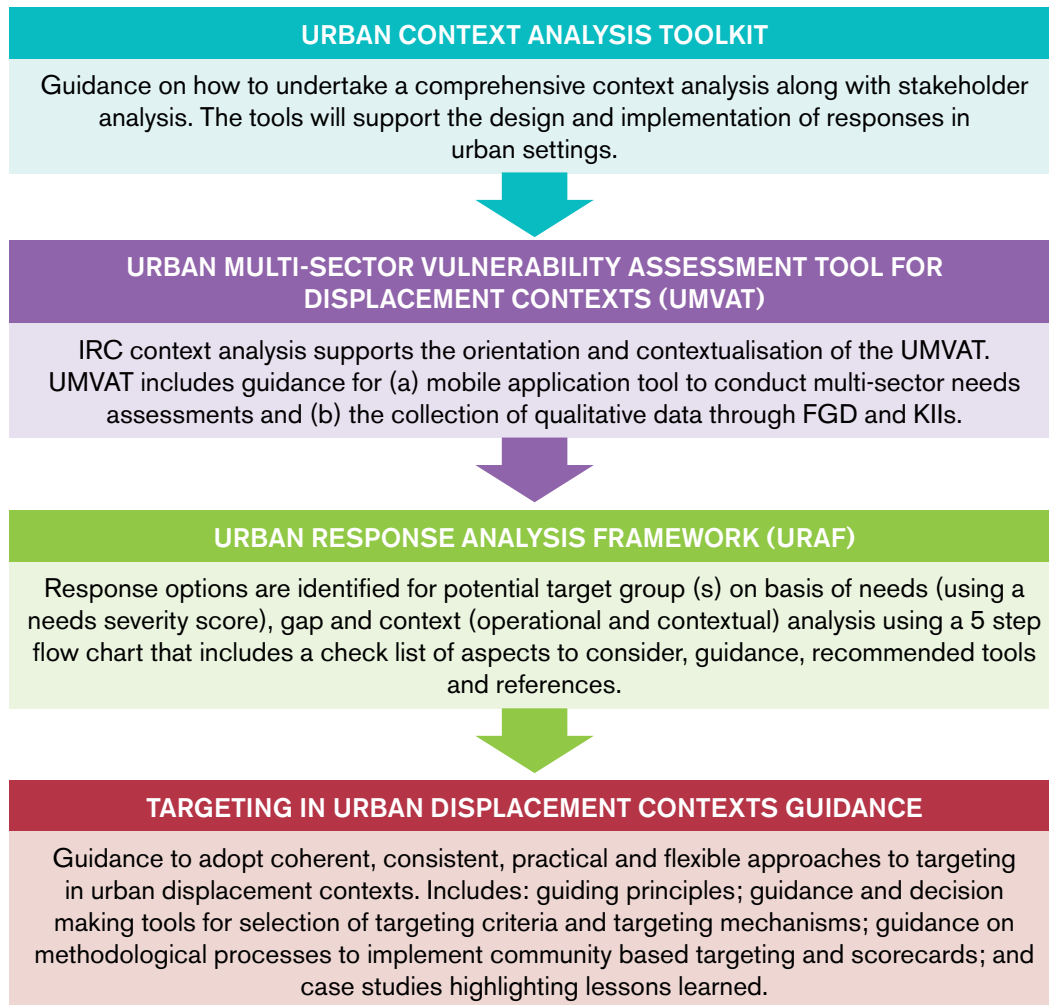 URBAN CONTEXT ANALYSIS TOOLKIT
Guidance on how to undertake a comprehensive context analysis along with stakeholder
analysis. The tools will support the design and implementation of responses in
urban settings.
URBAN MULTI-SECTOR VULNERABILITY ASSESSMENT TOOL FOR
DISPLACEMENT CONTEXTS (UMVAT)
IRC context analysis supports the orientation and contextualisation of the UMVAT.
UMVAT includes guidance for (a) mobile application tool to conduct multi-sector needs
assessments and (b) the collection of qualitative data through FGD and KIIs.
URBAN RESPONSE ANALYSIS FRAMEWORK (URAF)
Response options are identified for potential target group (s) on basis of needs (using a
needs severity score), gap and context (operational and contextual) analysis using a 5 step
flow chart that includes a check list of aspects to consider, guidance, recommended tools
and references.
TARGETING IN URBAN DISPLACEMENT CONTEXTS GUIDANCE
Guidance to adopt coherent, consistent, practical and flexible approaches to targeting
in urban displacement contexts. Includes: guiding principles; guidance and decision
making tools for selection of targeting criteria and targeting mechanisms; guidance on
methodological processes to implement community based targeting and scorecards; and
case studies highlighting lessons learned.